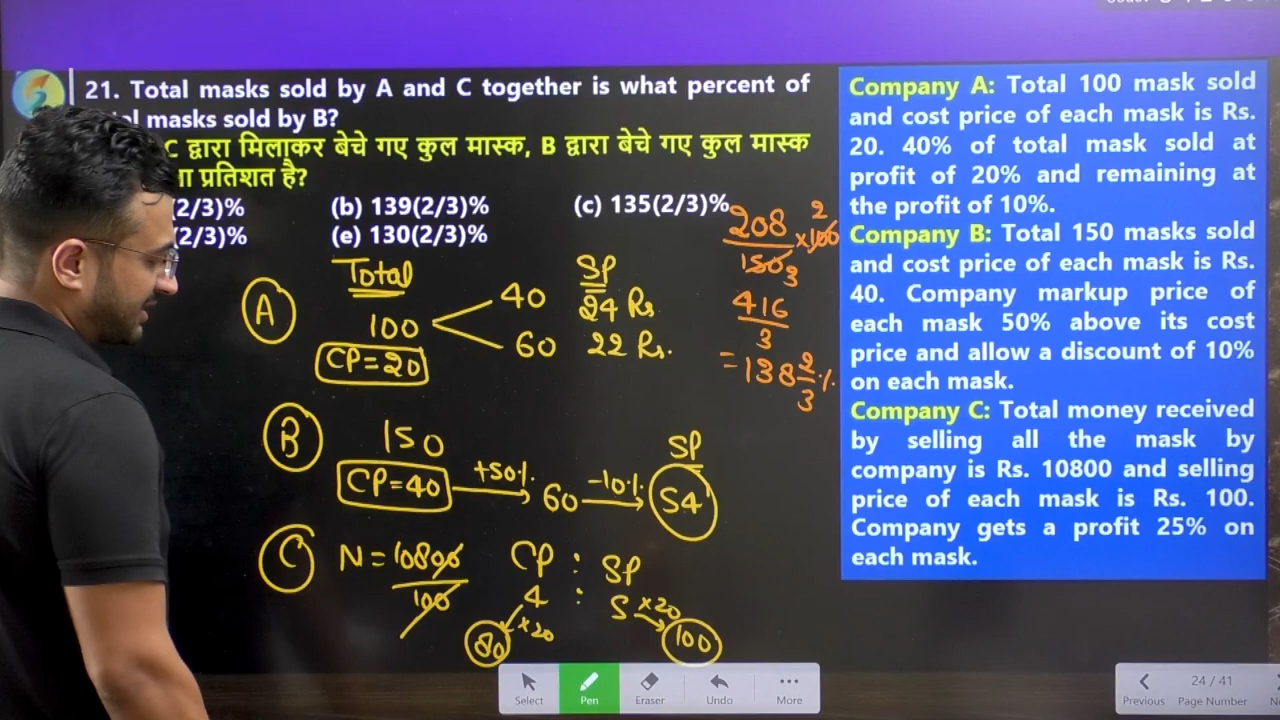 21. Total masks sold by A and C together is what percent of
masks sold by B?
C द्वारा मिलाकर बेचे गए कुल मास्क, B द्वारा बेचे गए कुल मास्क
प्रतिशत है?
(2/3)% (b) 139(2/3)% (c) 135(2/3)%
(2/3)% (e) 130(2/3)%
Total SP
A 100 40 24 Rs
60 22 Rs.
CP=20
208/150 3 ×100 2
416/3
=138 2/3 %
B 150 SP
CP=40 +50% 60 -10% 54
C N=10800/100 CP : SP
4 : 5
×20 ×20
80 100
Company A: Total 100 mask sold
and cost price of each mask is Rs.
20. 40% of total mask sold at
profit of 20% and remaining at
the profit of 10%.
Company B: Total 150 masks sold
and cost price of each mask is Rs.
40. Company markup price of
each mask 50% above its cost
price and allow a discount of 10%
on each mask.
Company C: Total money received
by selling all the mask by
company is Rs. 10800 and selling
price of each mask is Rs. 100.
Company gets a profit 25% on
each mask.
Select Pen Eraser Undo More
Previous 24 / 41
Page Number